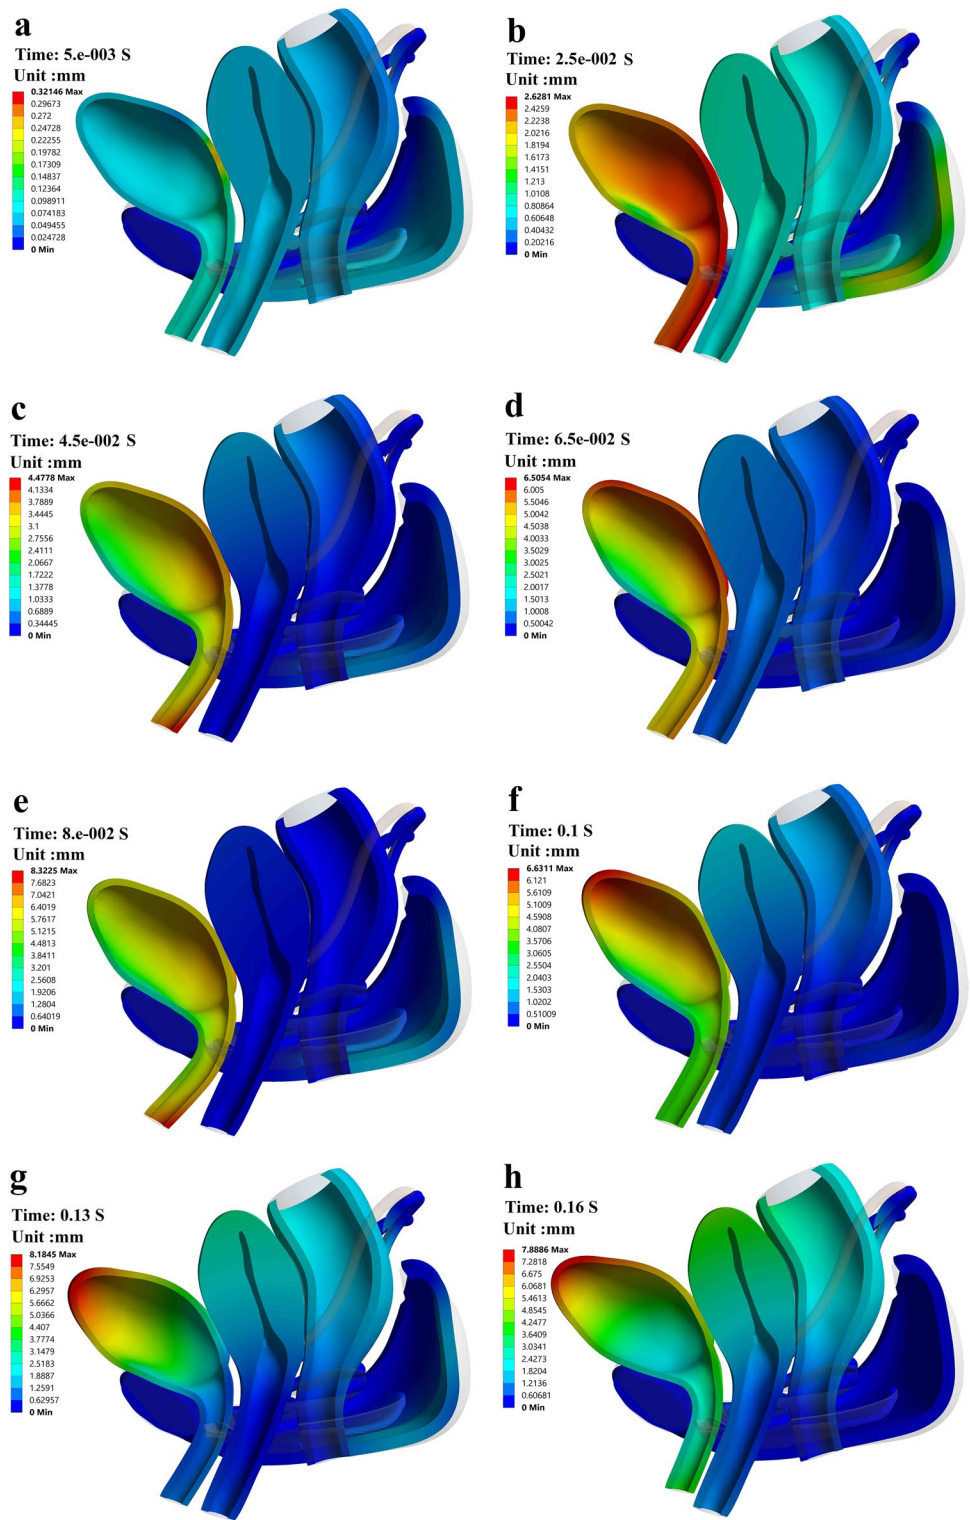 a
Time: 5.e-003 S
Unit :mm
0.32146 Max
0.29673
0.272
0.24728
0.22255
0.19782
0.17309
0.14837
0.12364
0.098911
0.074183
0.049455
0.024728
0 Min
b
Time: 2.5e-002 S
Unit :mm
2.6281 Max
2.4259
2.2238
2.0216
1.8194
1.6173
1.4151
1.213
1.0108
0.80864
0.60648
0.40432
0.20216
0 Min
c
Time: 4.5e-002 S
Unit :mm
4.4778 Max
4.1334
3.7889
3.4445
3.1
2.7556
2.4111
2.0667
1.7222
1.3778
1.0333
0.6889
0.34445
0 Min
d
Time: 6.5e-002 S
Unit :mm
6.5054 Max
6.005
5.5046
5.0042
4.5038
4.0033
3.5029
3.0025
2.5021
2.0017
1.5013
1.0008
0.50042
0 Min
e
Time: 8.e-002 S
Unit :mm
8.3225 Max
7.6823
7.0421
6.4019
5.7617
5.1215
4.4813
3.8411
3.201
2.5608
1.9206
1.2804
0.64019
0 Min
f
Time: 0.1 S
Unit :mm
6.6311 Max
6.121
5.6109
5.1009
4.5908
4.0807
3.5706
3.0605
2.5504
2.0403
1.5303
1.0202
0.51009
0 Min
g
Time: 0.13 S
Unit :mm
8.1845 Max
7.5549
6.9253
6.2957
5.6662
5.0366
4.407
3.7774
3.1479
2.5183
1.8887
1.2591
0.62957
0 Min
h
Time: 0.16 S
Unit :mm
7.8886 Max
7.2818
6.675
6.0681
5.4613
4.8545
4.2477
3.6409
3.0341
2.4273
1.8204
1.2136
0.60681
0 Min